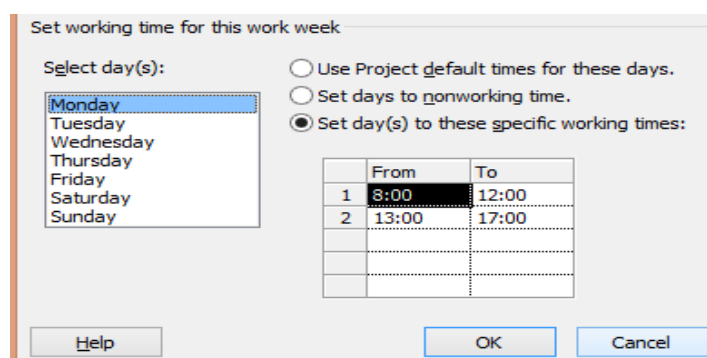 Set working time for this work week
Select day(s):
Use Project default times for these days.
Set days to nonworking time.
Set day(s) to these specific working times:
Monday
Tuesday
Wednesday
Thursday
Friday
Saturday
Sunday
From To
1 8:00 12:00
2 13:00 17:00
Help OK Cancel